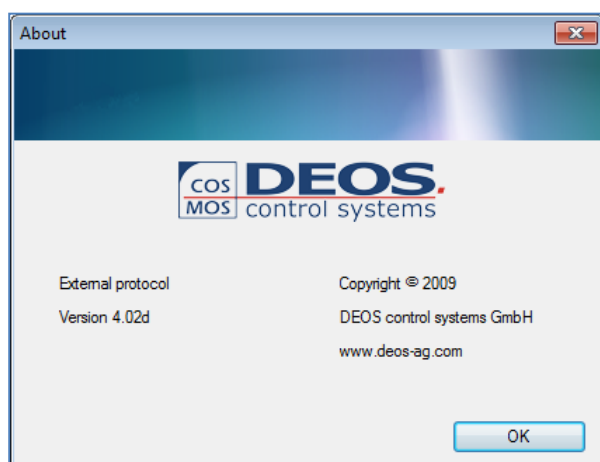 About
COS
MOS
DEOS.
control systems
External protocol
Version 4.02d
Copyright © 2009
DEOS control systems GmbH
www.deos-ag.com
OK